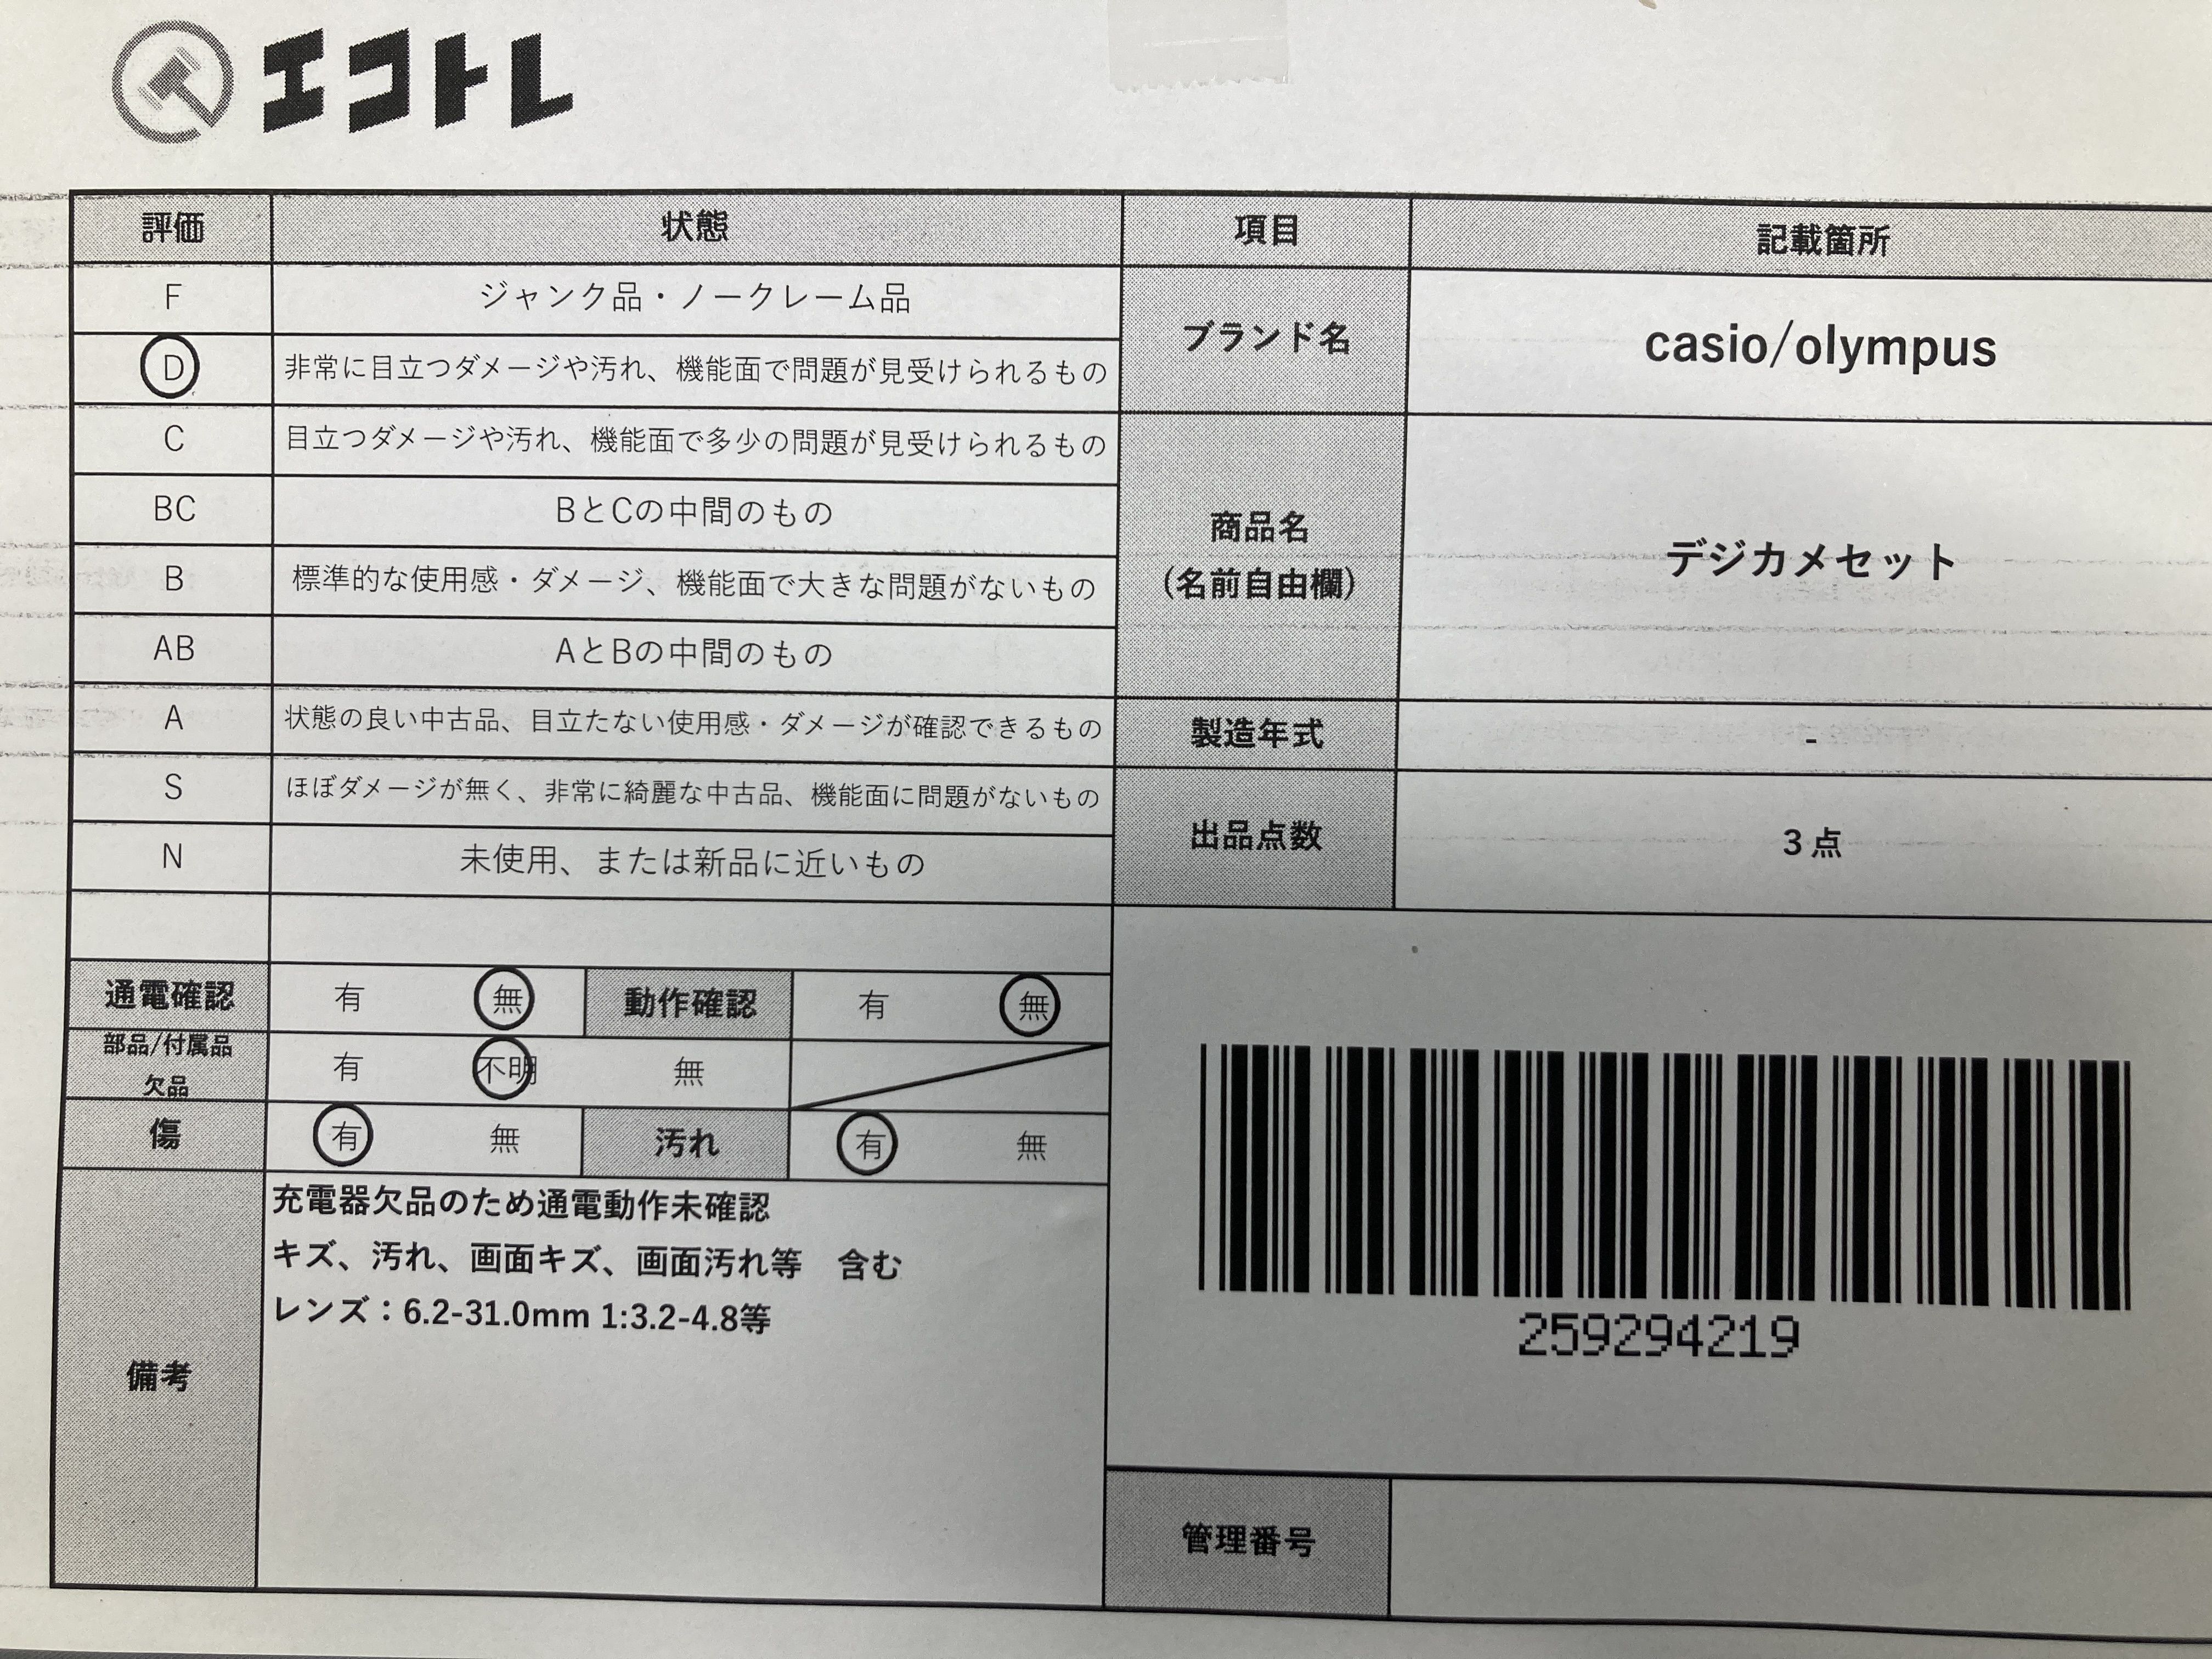 エコトレ
評価 状態 項目 記載箇所
F ジャンク品・ノークレーム品
ブランド名 casio/olympus
D 非常に目立つダメージや汚れ、機能面で問題が見受けられるもの
C 目立つダメージや汚れ、機能面で多少の問題が見受けられるもの
BC BとCの中間のもの
商品名
(名前自由欄)
デジカメセット
B 標準的な使用感・ダメージ、機能面で大きな問題がないもの
AB AとBの中間のもの
A 状態の良い中古品、目立たない使用感・ダメージが確認できるもの
製造年式 -
S ほぼダメージが無く、非常に綺麗な中古品、機能面に問題がないもの
出品点数 3点
N 未使用、または新品に近いもの
通電確認 有 無 動作確認 有 無
部品/付属品
欠品
有 不明 無
傷 有 無 汚れ 有 無
備考
充電器欠品のため通電動作未確認
キズ、汚れ、画面キズ、画面汚れ等 含む
レンズ：6.2-31.0mm 1:3.2-4.8等
259294219
管理番号